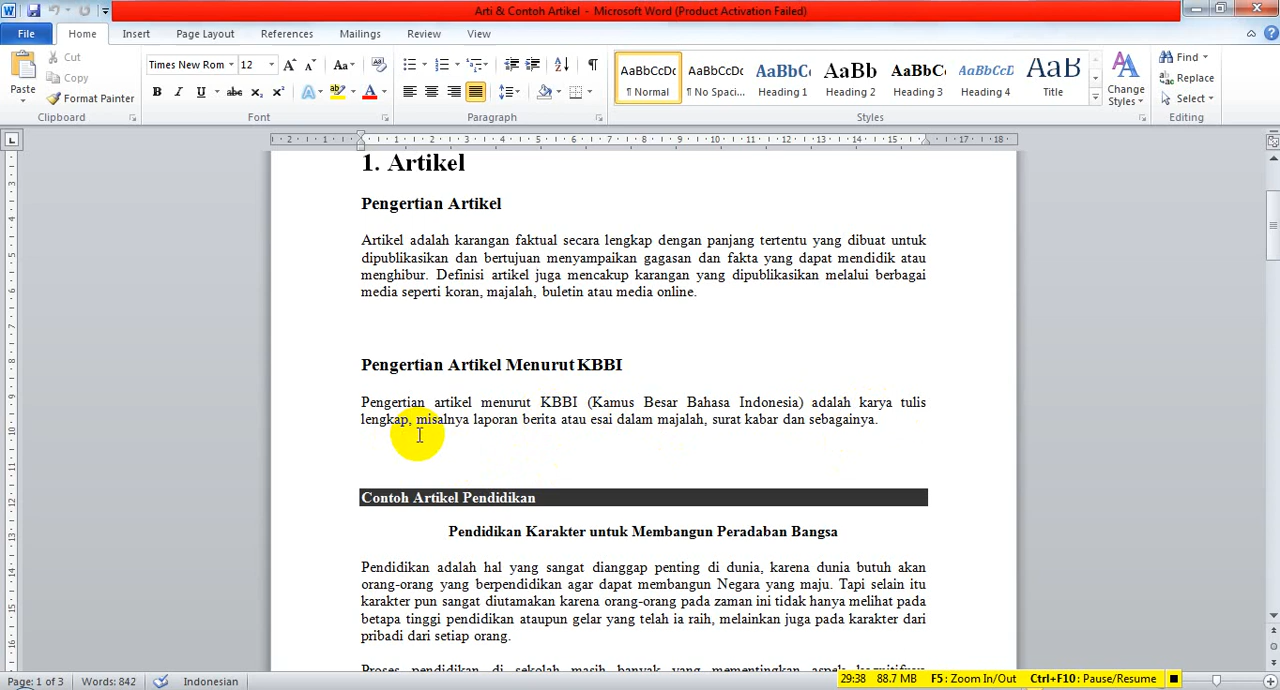 Arti & Contoh Artikel - Microsoft Word (Product Activation Failed)
File Home Insert Page Layout References Mailings Review View
Paste
Cut
Copy
Format Painter
Clipboard
Times New Rom 12
Font
Paragraph
AaBbCcDc AaBbCcDc AaBbC AaBb AaBbC AaBbCcD AaB
¶ Normal ¶ No Spaci... Heading 1 Heading 2 Heading 3 Heading 4 Title
Change Styles
Styles
Find
Replace
Select
Editing
1. Artikel
Pengertian Artikel
Artikel adalah karangan faktual secara lengkap dengan panjang tertentu yang dibuat untuk
dipublikasikan dan bertujuan menyampaikan gagasan dan fakta yang dapat mendidik atau
menghibur. Definisi artikel juga mencakup karangan yang dipublikasikan melalui berbagai
media seperti koran, majalah, buletin atau media online.
Pengertian Artikel Menurut KBBI
Pengertian artikel menurut KBBI (Kamus Besar Bahasa Indonesia) adalah karya tulis
lengkap, misalnya laporan berita atau esai dalam majalah, surat kabar dan sebagainya.
Contoh Artikel Pendidikan
Pendidikan Karakter untuk Membangun Peradaban Bangsa
Pendidikan adalah hal yang sangat dianggap penting di dunia, karena dunia butuh akan
orang-orang yang berpendidikan agar dapat membangun Negara yang maju. Tapi selain itu
karakter pun sangat diutamakan karena orang-orang pada zaman ini tidak hanya melihat pada
betapa tinggi pendidikan ataupun gelar yang telah ia raih, melainkan juga pada karakter dari
pribadi dari setiap orang.
Proses pendidikan di sekolah masih banyak yang mementingkan aspek kognitifnya
Page: 1 of 3 Words: 842 Indonesian
29:38 88.7 MB F5: Zoom In/Out Ctrl+F10: Pause/Resume